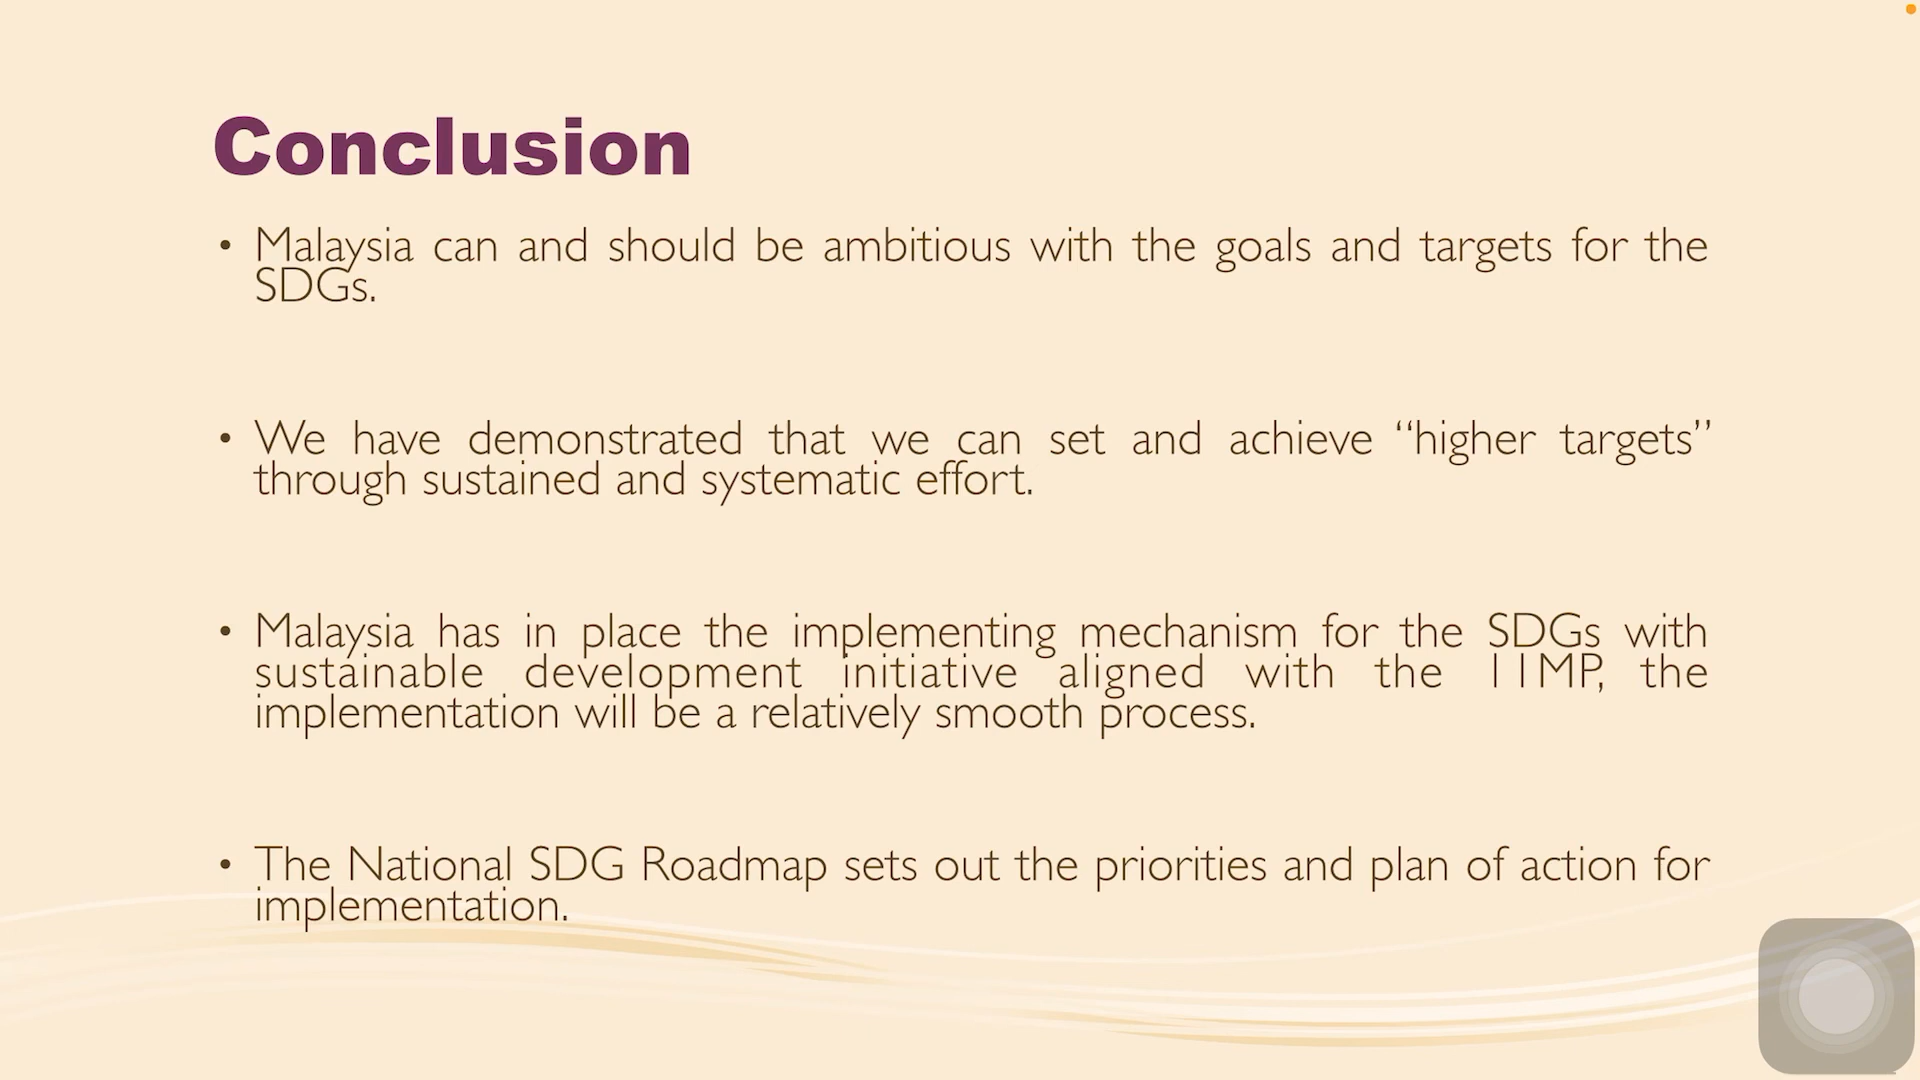 Conclusion
• Malaysia can and should be ambitious with the goals and targets for the
SDGs.
• We have demonstrated that we can set and achieve “higher targets”
through sustained and systematic effort.
• Malaysia has in place the implementing mechanism for the SDGs with
sustainable development initiative aligned with the 11MP, the
implementation will be a relatively smooth process.
• The National SDG Roadmap sets out the priorities and plan of action for
implementation.